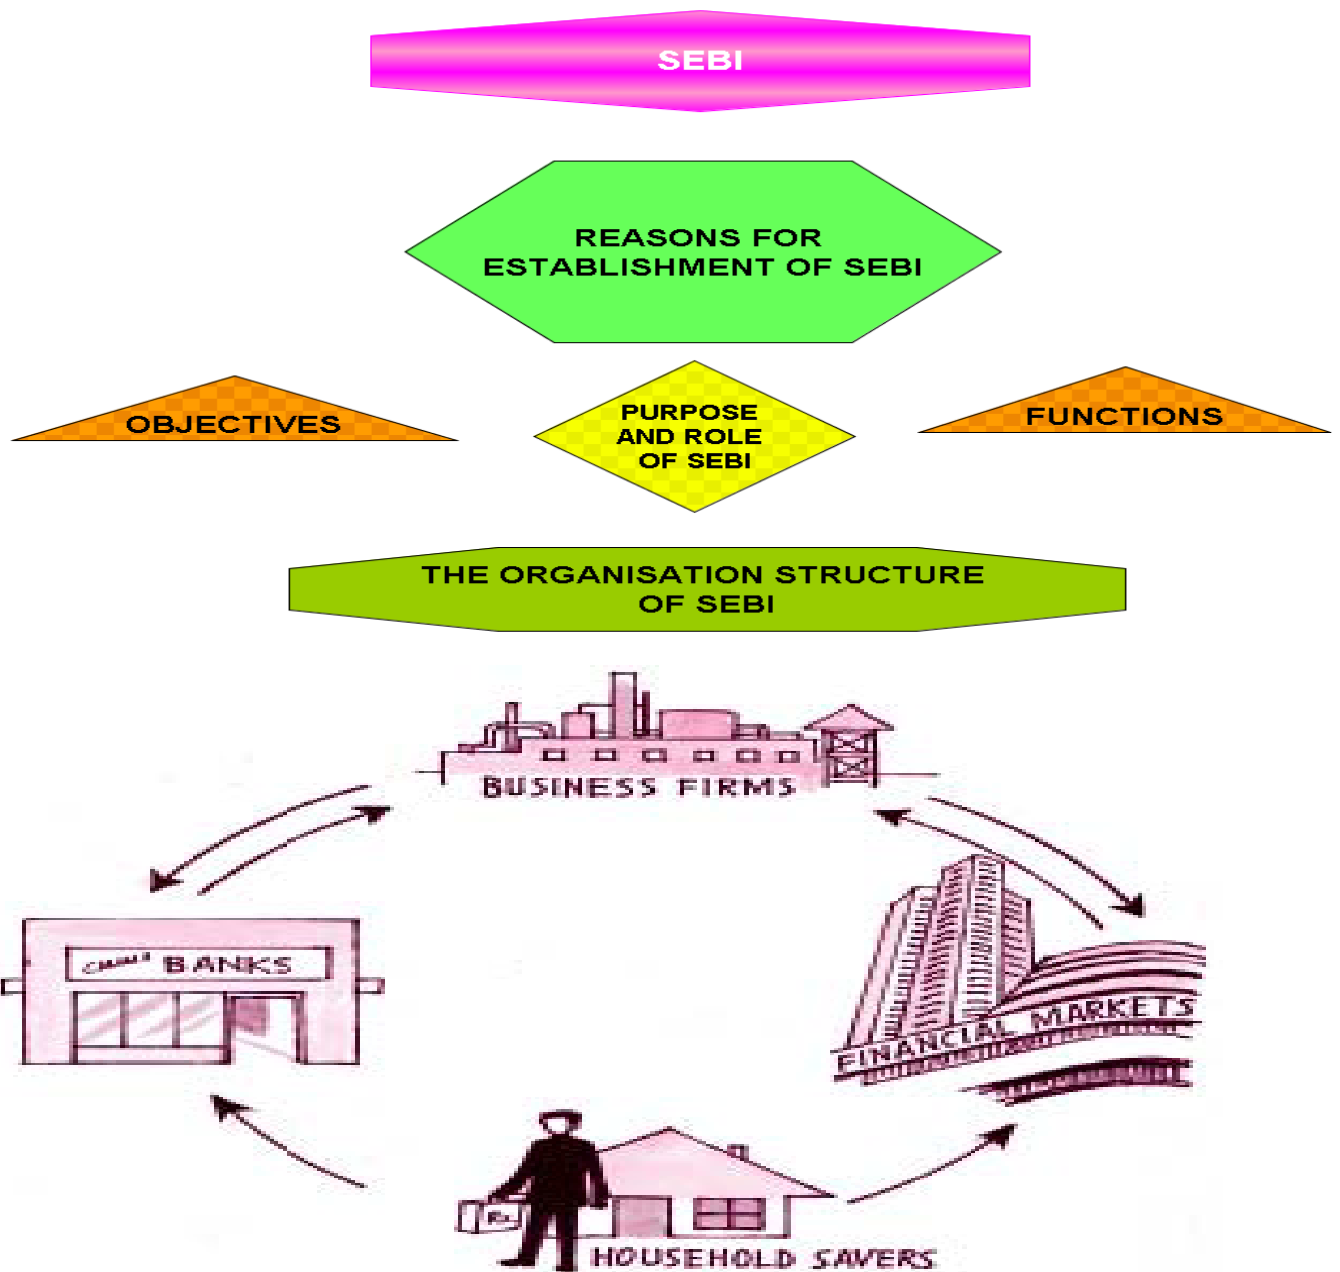 SEBI
REASONS FOR
ESTABLISHMENT OF SEBI
OBJECTIVES
PURPOSE
AND ROLE
OF SEBI
FUNCTIONS
THE ORGANISATION STRUCTURE
OF SEBI
BUSINESS FIRMS
BANKS
FINANCIAL MARKETS
HOUSEHOLD SAVERS